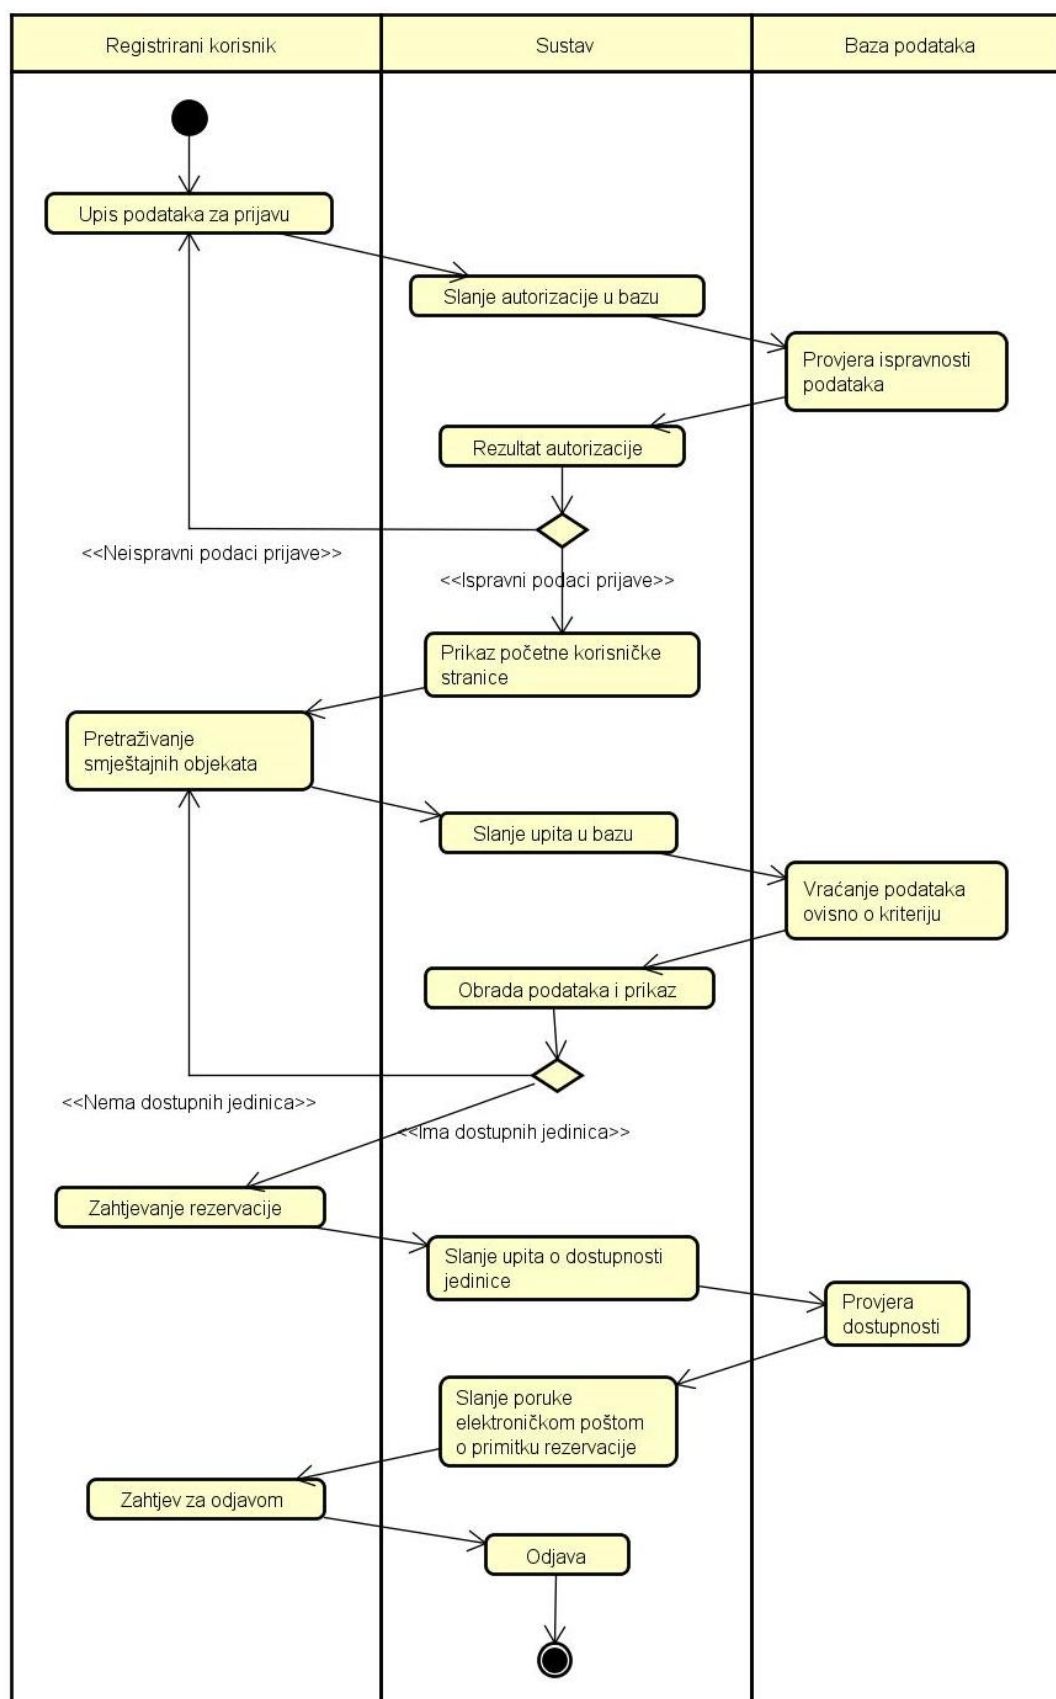 Registrirani korisnik
Sustav
Baza podataka
Upis podataka za prijavu
Slanje autorizacije u bazu
Provjera ispravnosti
podataka
Rezultat autorizacije
<<Neispravni podaci prijave>>
<<Ispravni podaci prijave>>
Prikaz početne korisničke
stranice
Pretraživanje
smještajnih objekata
Slanje upita u bazu
Vraćanje podataka
ovisno o kriteriju
Obrada podataka i prikaz
<<Nema dostupnih jedinica>>
<<Ima dostupnih jedinica>>
Zahtjevanje rezervacije
Slanje upita o dostupnosti
jedinice
Provjera
dostupnosti
Slanje poruke
elektroničkom poštom
o primitku rezervacije
Zahtjev za odjavom
Odjava